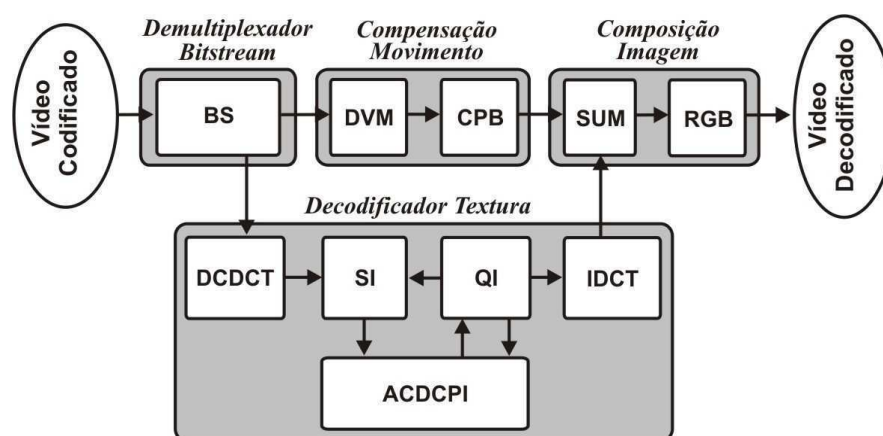 Demultiplexador
Bitstream
Compensação
Movimento
Composição
Imagem
Vídeo
Codificado
BS
DVM
CPB
SUM
RGB
Vídeo
Decodificado
Decodificador Textura
DCDCT
SI
QI
IDCT
ACDCPI